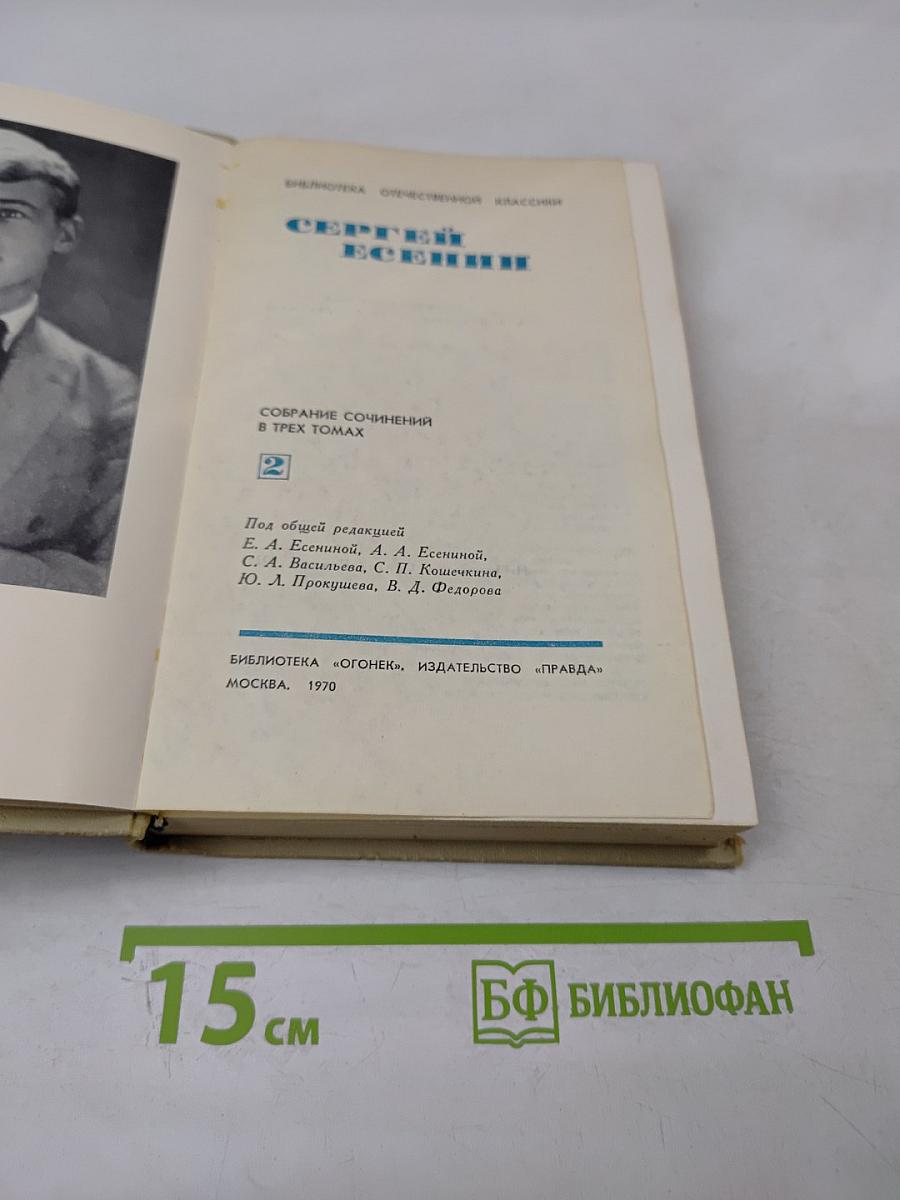 БИБЛИОТЕКА ОТЕЧЕСТВЕННОЙ КЛАССИКИ
СЕРГЕЙ
ЕСЕНИН
СОБРАНИЕ СОЧИНЕНИЙ
В ТРЕХ ТОМАХ
2
Под общей редакцией
Е. А. Есениной, А. А. Есениной,
С. А. Васильева, С. П. Кошечкина,
Ю. Л. Прокушева, В. Д. Федорова
БИБЛИОТЕКА «ОГОНЕК». ИЗДАТЕЛЬСТВО «ПРАВДА»
МОСКВА. 1970
15 см
БФ БИБЛИОФАН